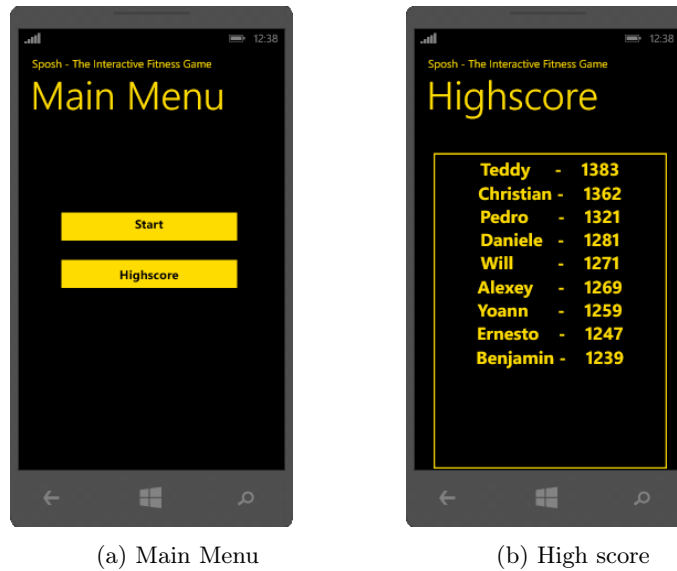 12:38
Sposh - The Interactive Fitness Game
Main Menu
Start
Highscore
(a) Main Menu
12:38
Sposh - The Interactive Fitness Game
Highscore
Teddy - 1383
Christian - 1362
Pedro - 1321
Daniele - 1281
Will - 1271
Alexey - 1269
Yoann - 1259
Ernesto - 1247
Benjamin - 1239
(b) High score